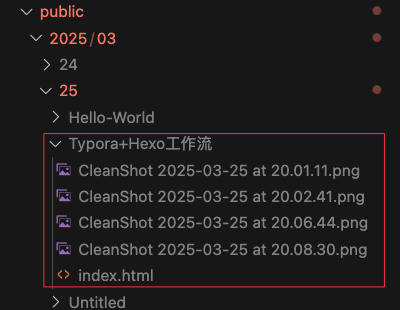 public
2025/03
24
25
Hello-World
Typora+Hexo工作流
CleanShot 2025-03-25 at 20.01.11.png
CleanShot 2025-03-25 at 20.02.41.png
CleanShot 2025-03-25 at 20.06.44.png
CleanShot 2025-03-25 at 20.08.30.png
index.html
Untitled